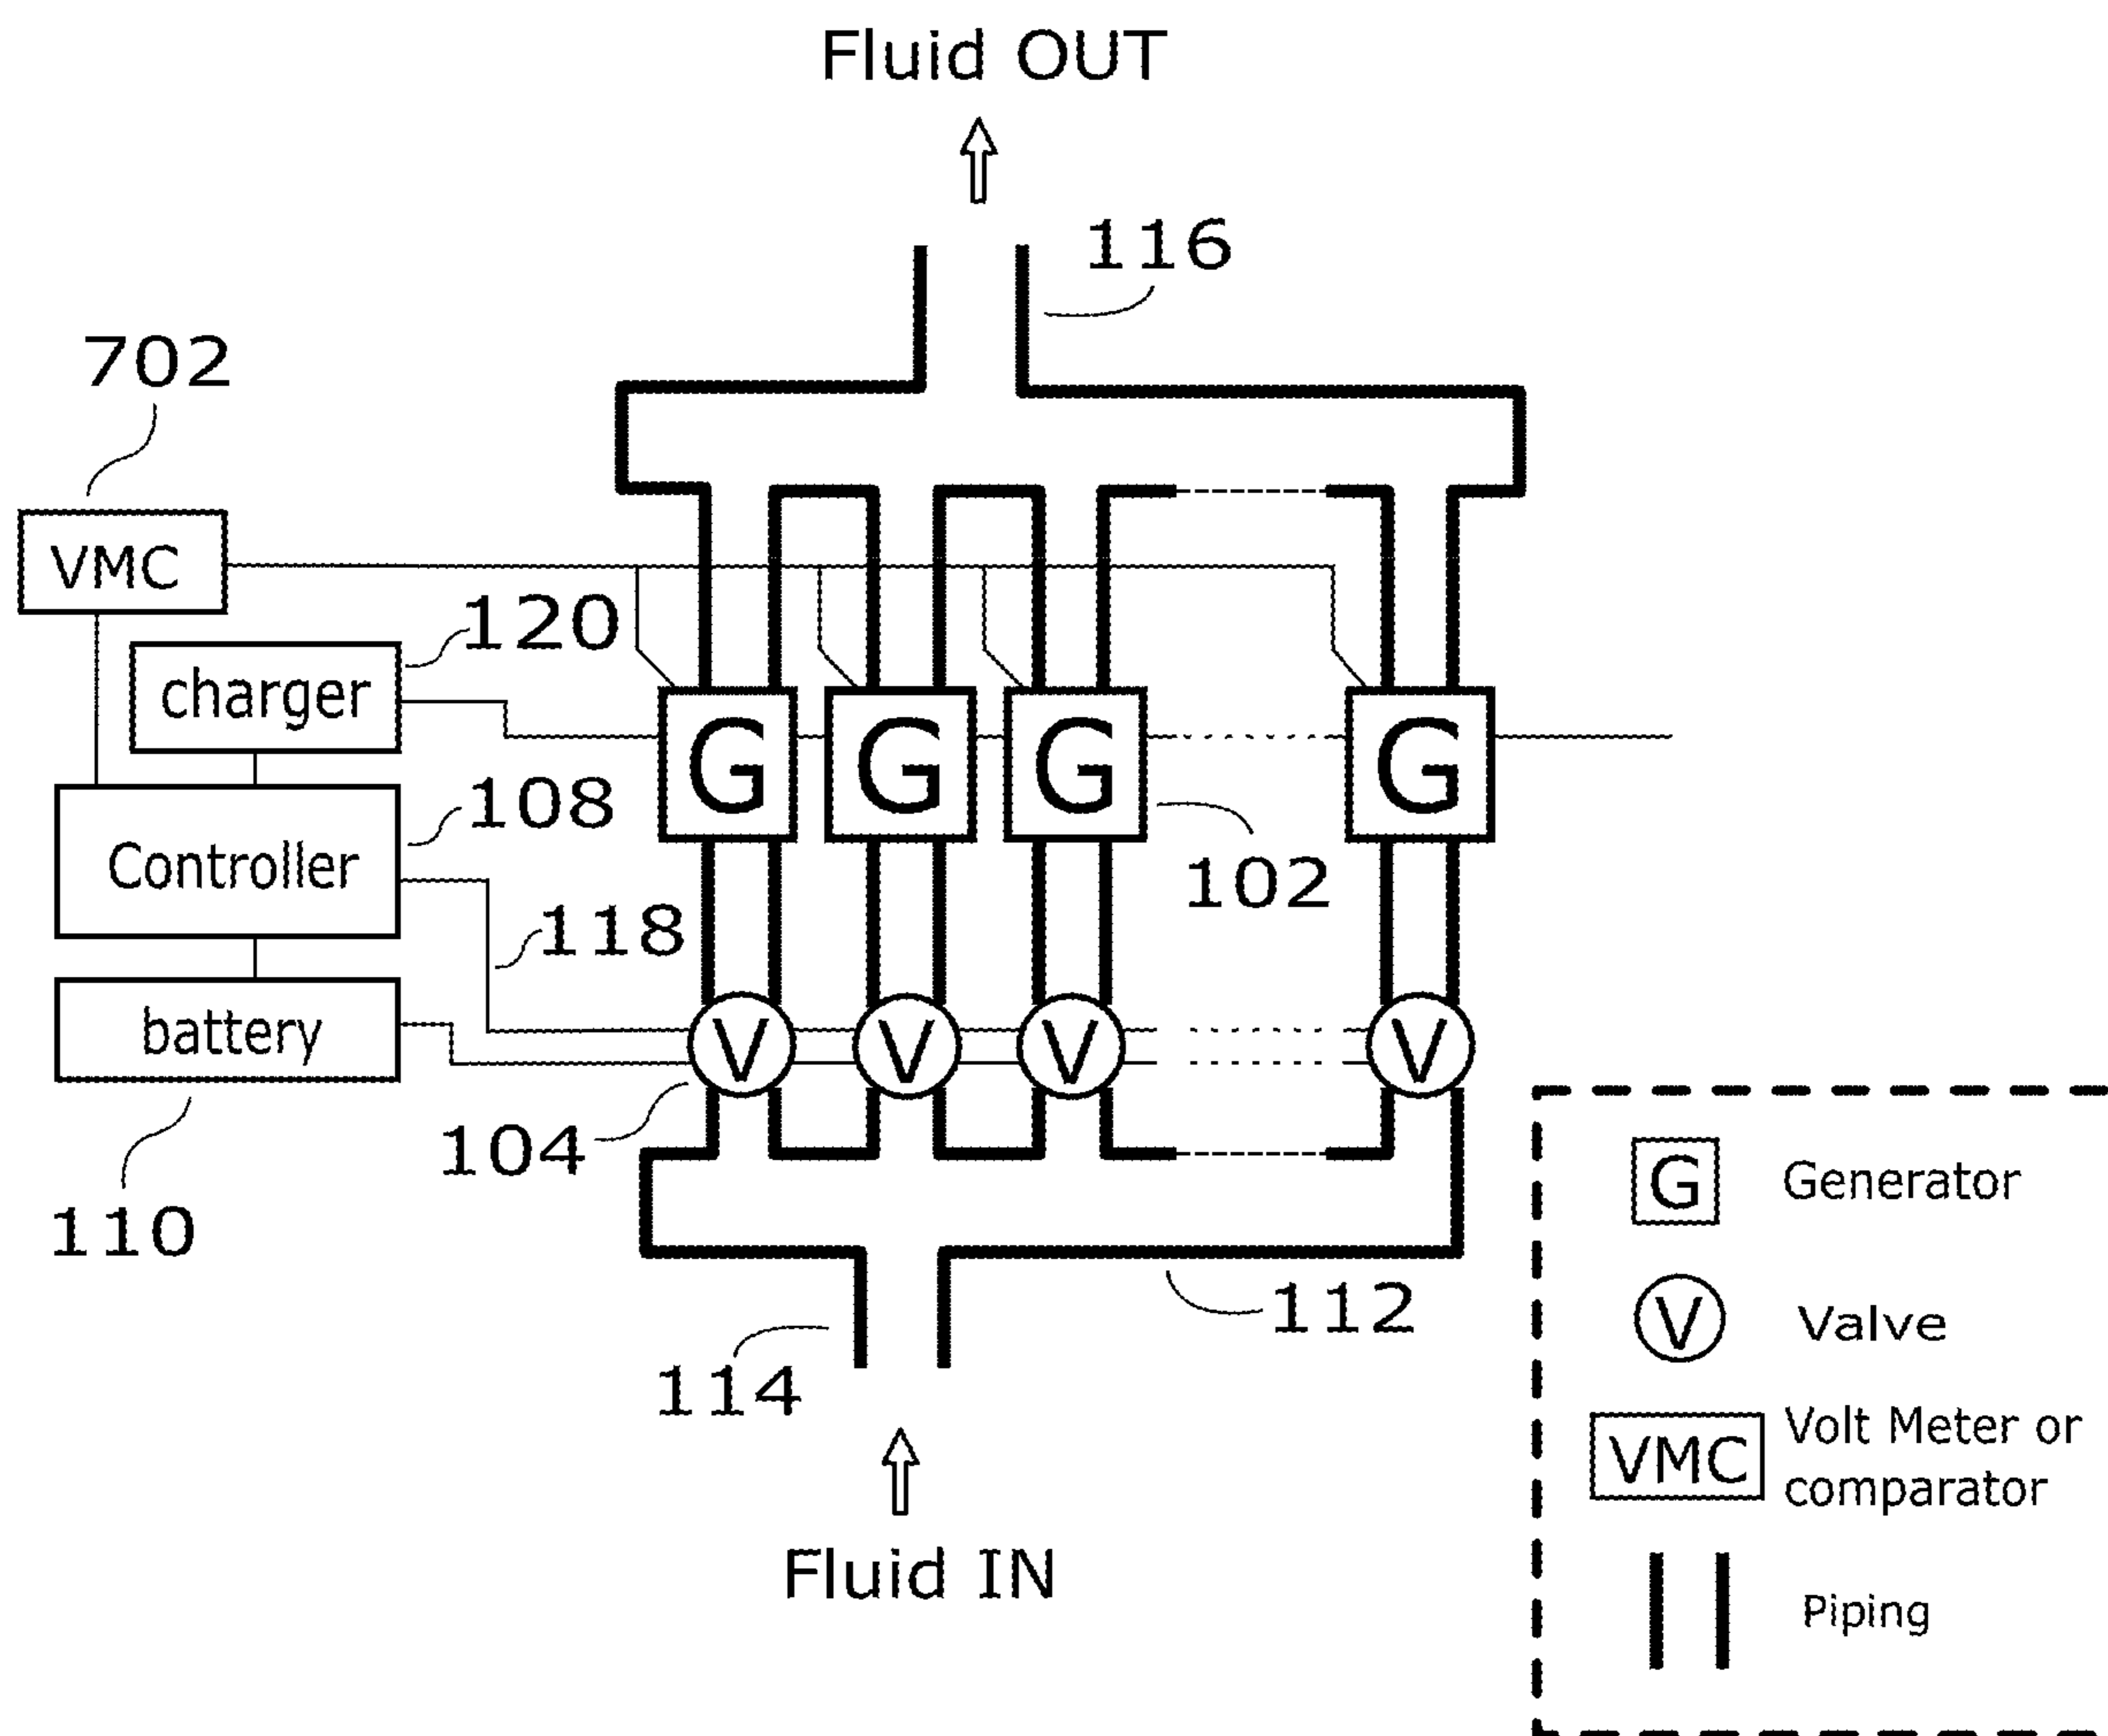 Fluid OUT
116
702
VMC
120
charger
G
G
G
G
108
Controller
102
118
battery
V
V
V
V
104
110
112
114
Fluid IN
G Generator
V Valve
VMC Volt Meter or
comparator
Piping